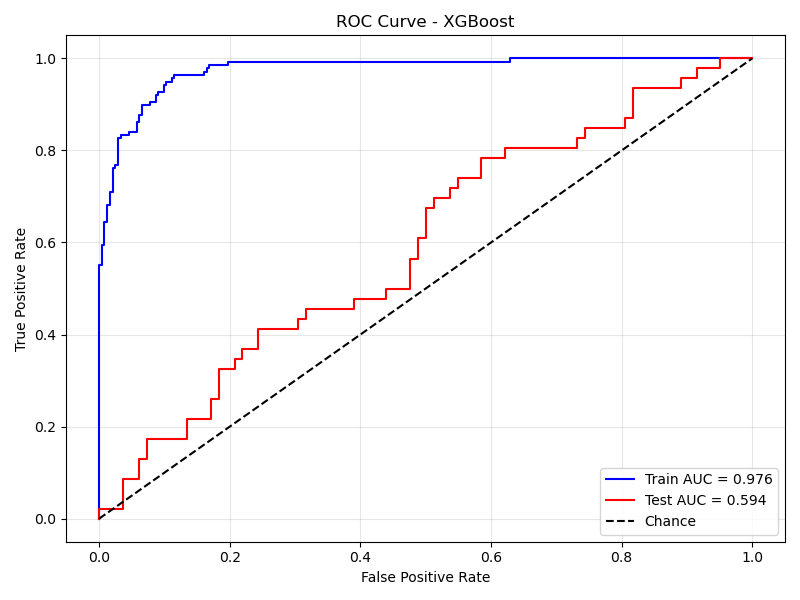 ROC Curve - XGBoost
True Positive Rate
1.0
0.8
0.6
0.4
0.2
0.0
Train AUC = 0.976
Test AUC = 0.594
Chance
0.0 0.2 0.4 0.6 0.8 1.0
False Positive Rate